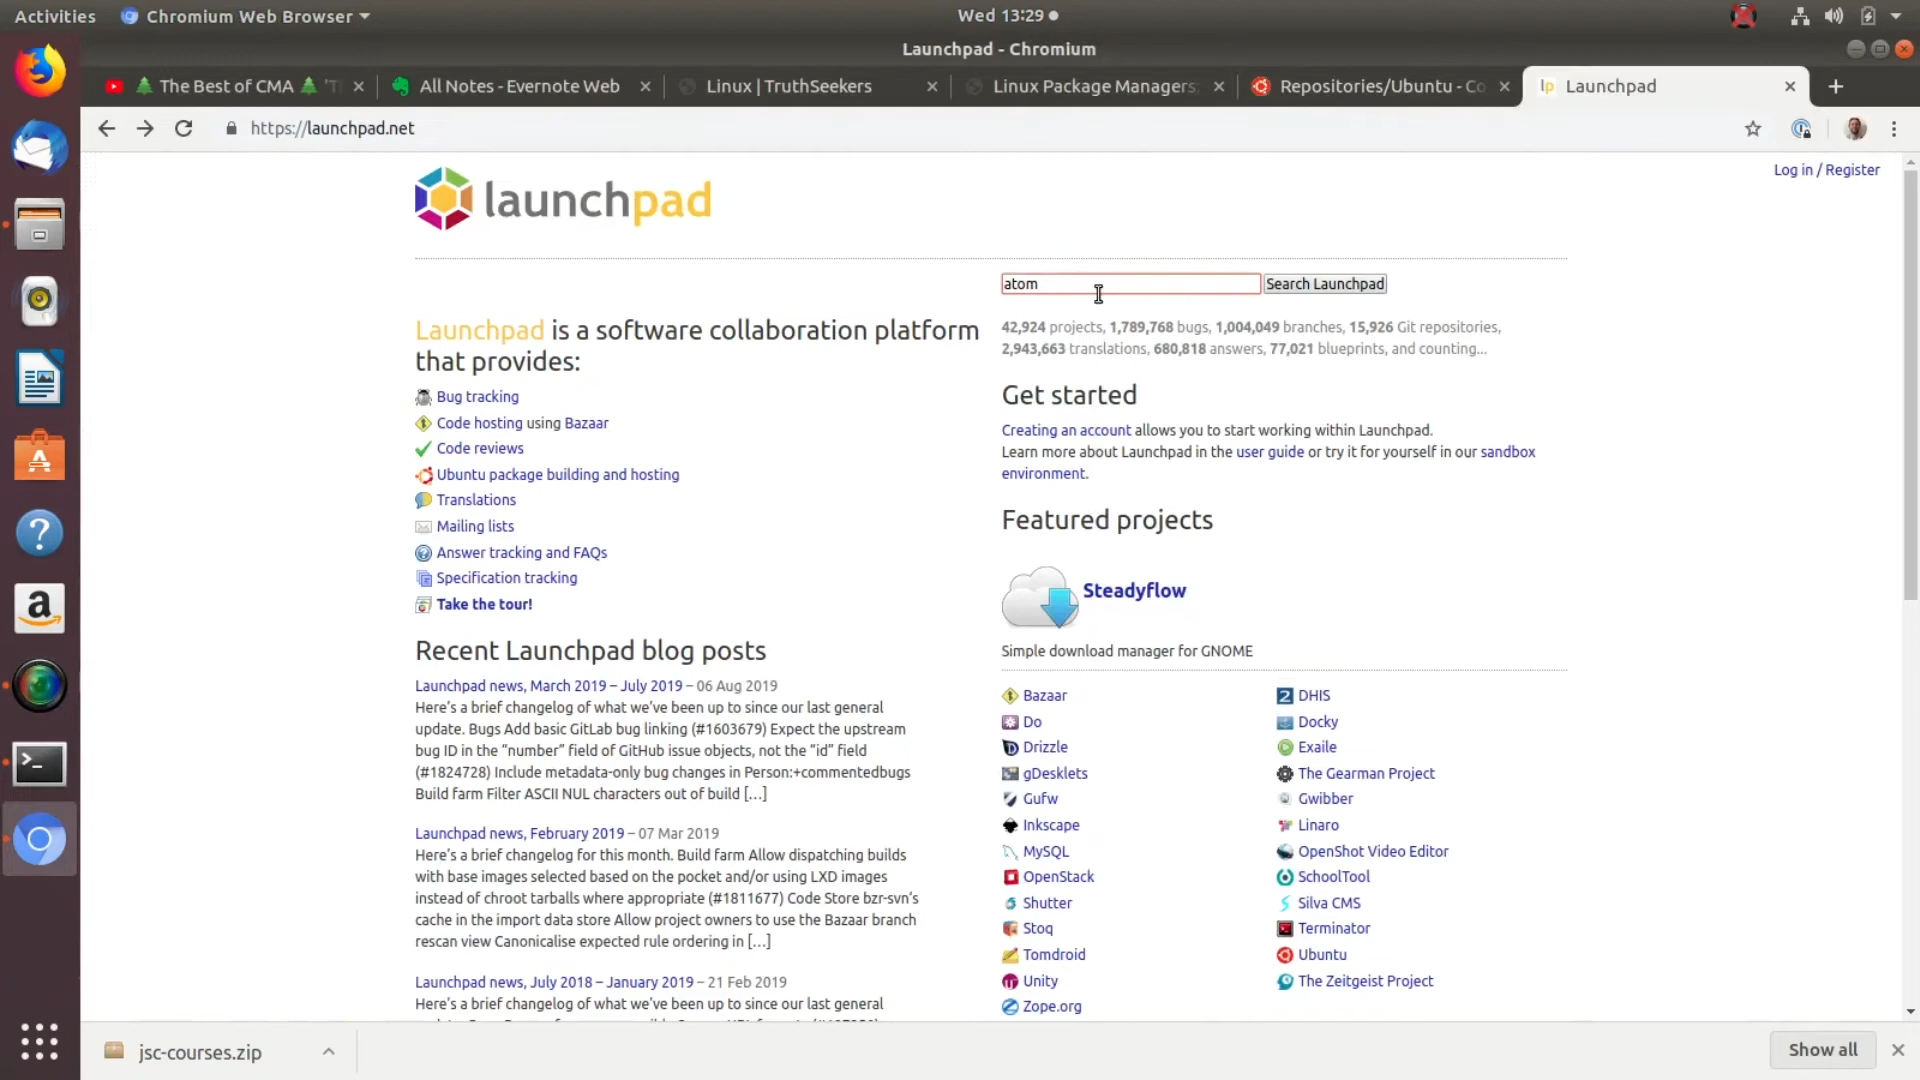 Activities
Chromium Web Browser
Wed 13:29
Launchpad - Chromium
The Best of CMA
All Notes - Evernote Web
Linux | TruthSeekers
Linux Package Managers
Repositories/Ubuntu - Co
Launchpad
https://launchpad.net
Log in / Register
launchpad
atom
Search Launchpad
42,924 projects, 1,789,768 bugs, 1,004,049 branches, 15,926 Git repositories,
2,943,663 translations, 680,818 answers, 77,021 blueprints, and counting...
Launchpad is a software collaboration platform
that provides:
Bug tracking
Code hosting using Bazaar
Code reviews
Ubuntu package building and hosting
Translations
Mailing lists
Answer tracking and FAQs
Specification tracking
Take the tour!
Get started
Creating an account allows you to start working within Launchpad.
Learn more about Launchpad in the user guide or try it for yourself in our sandbox
environment.
Featured projects
Steadyflow
Simple download manager for GNOME
Recent Launchpad blog posts
Launchpad news, March 2019 – July 2019 – 06 Aug 2019
Here's a brief changelog of what we've been up to since our last general
update. Bugs Add basic GitLab bug linking (#1603679) Expect the upstream
bug ID in the "number" field of GitHub issue objects, not the "id" field
(#1824728) Include metadata-only bug changes in Person:+commentedbugs
Build farm Filter ASCII NUL characters out of build [...]
Launchpad news, February 2019 – 07 Mar 2019
Here's a brief changelog for this month. Build farm Allow dispatching builds
with base images selected based on the pocket and/or using LXD images
instead of chroot tarballs where appropriate (#1811677) Code Store bzr-svn's
cache in the import data store Allow project owners to use the Bazaar branch
rescan view Canonicalise expected rule ordering in [...]
Launchpad news, July 2018 – January 2019 – 21 Feb 2019
Here's a brief changelog of what we've been up to since our last general
Bazaar
Do
Drizzle
gDesklets
Gufw
Inkscape
MySQL
OpenStack
Shutter
Stoq
Tomdroid
Unity
Zope.org
DHIS
Docky
Exaile
The Gearman Project
Gwibber
Linaro
OpenShot Video Editor
SchoolTool
Silva CMS
Terminator
Ubuntu
The Zeitgeist Project
jsc-courses.zip
Show all